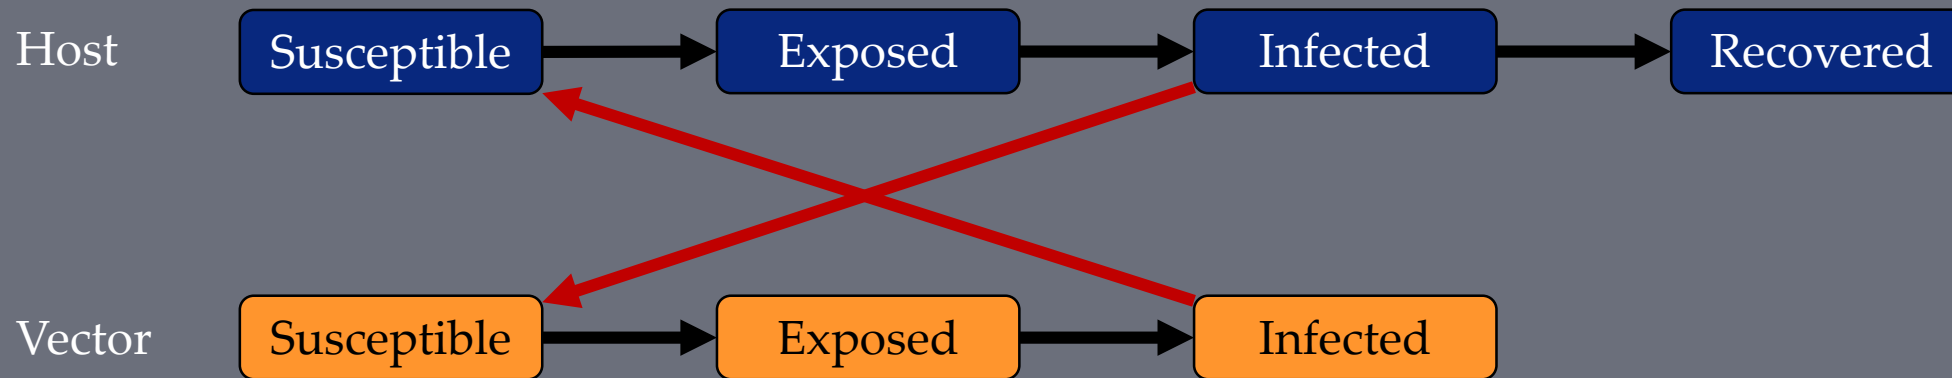 Host Susceptible Exposed Infected Recovered
Vector Susceptible Exposed Infected